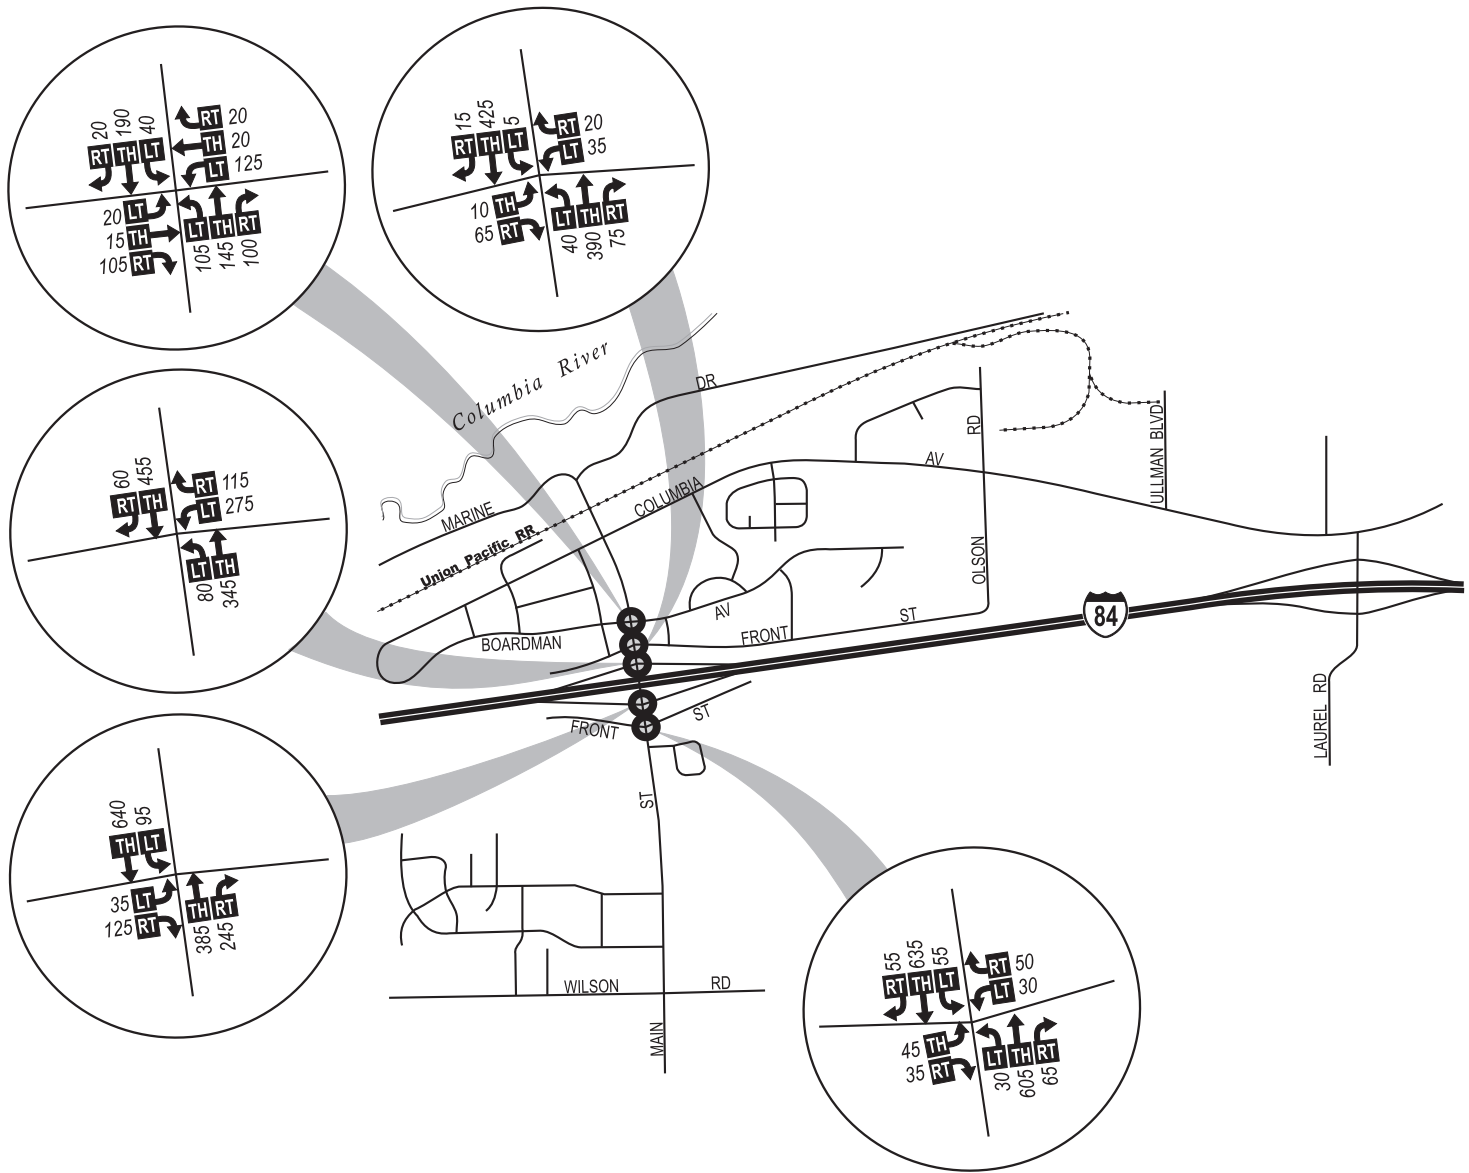 20
190
40
RT TH LT
RT 20
TH 20
LT 125
20 LT
15 TH
105 RT
LT TH RT
105
145
100
15
425
5
RT TH LT
RT 20
LT 35
10 TH
65 RT
LT TH RT
40
390
75
60
455
RT TH
RT 115
LT 275
LT TH
80
345
640
95
TH LT
35 LT
125 RT
TH RT
385
245
55
635
55
RT TH LT
RT 50
LT 30
45 TH
35 RT
LT TH RT
30
605
65
Columbia River
DR
MARINE
Union Pacific RR
COLUMBIA
AV
RD
OLSON
ULLMAN BLVD
BOARDMAN
AV
FRONT
ST
84
FRONT
ST
ST
LAUREL RD
WILSON RD
MAIN